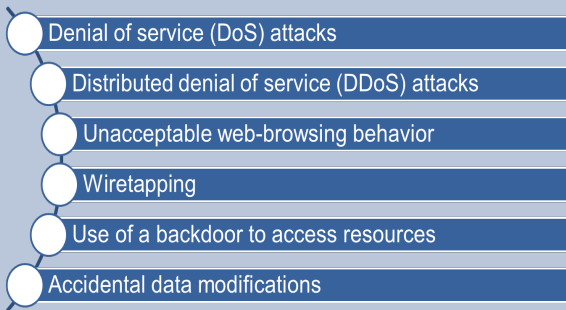 Denial of service (DoS) attacks
Distributed denial of service (DDoS) attacks
Unacceptable web-browsing behavior
Wiretapping
Use of a backdoor to access resources
Accidental data modifications